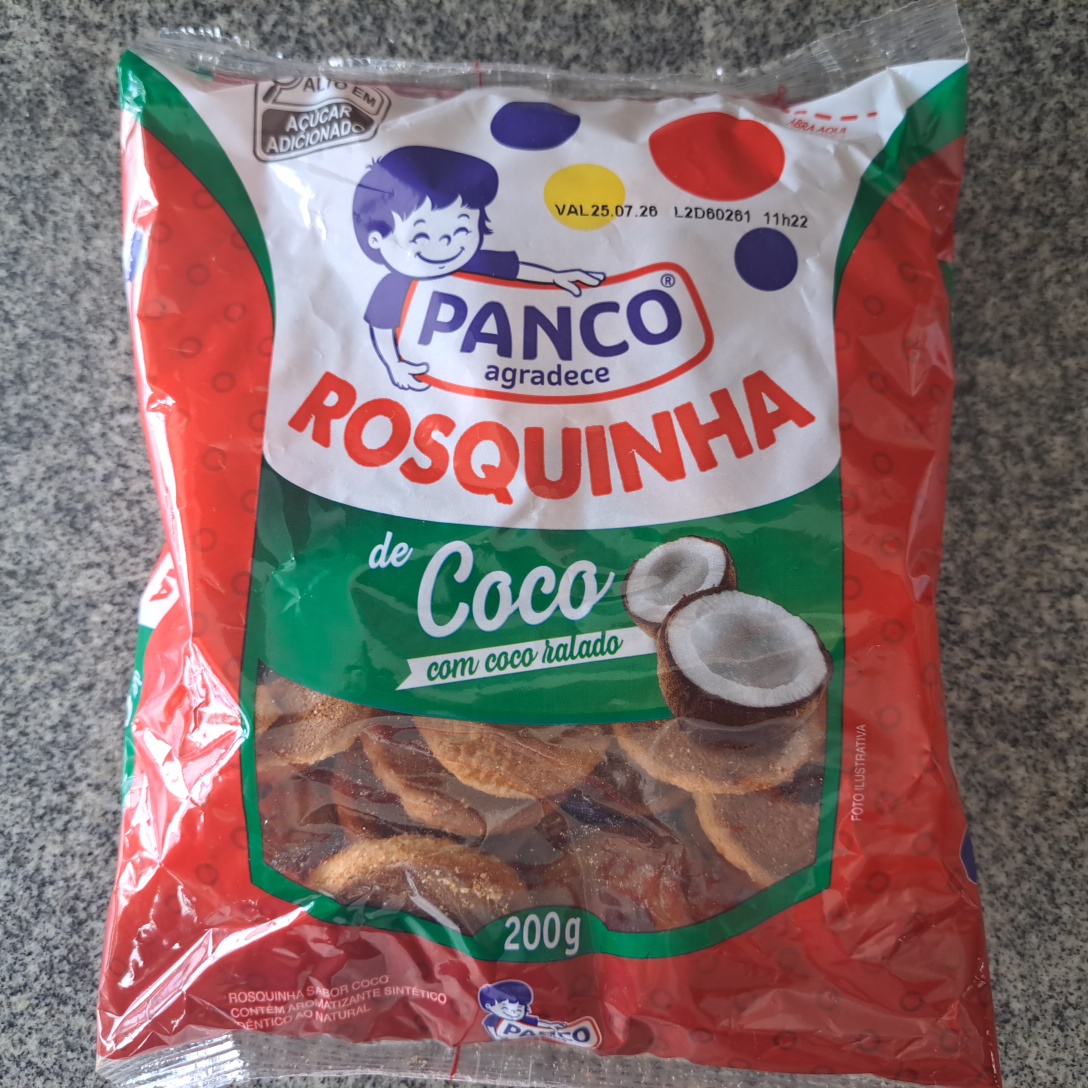 ALTO EM
AÇÚCAR
ADICIONADO
ABRA AQUI
VAL25.07.26 L2D60261 11h22
PANCO®
agradece
ROSQUINHA
de Coco
com coco ralado
FOTO ILUSTRATIVA
200g
ROSQUINHA SABOR COCO
CONTÉM AROMATIZANTE SINTÉTICO
IDÊNTICO AO NATURAL
PANCO